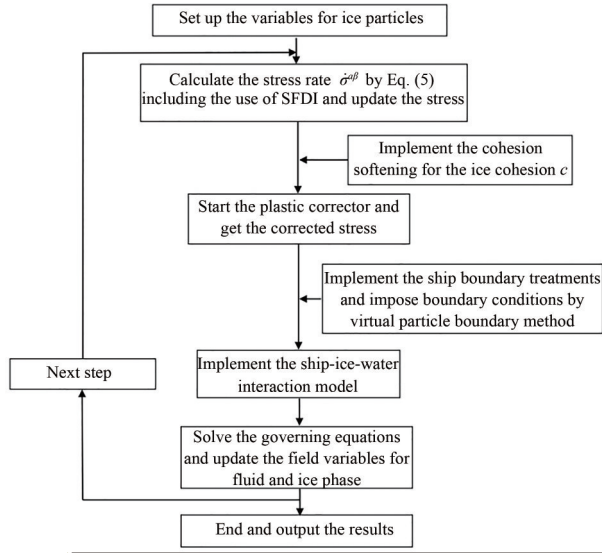 Set up the variables for ice particles
Calculate the stress rate σ̇^{αβ} by Eq. (5)
including the use of SFDI and update the stress
Implement the cohesion
softening for the ice cohesion c
Start the plastic corrector and
get the corrected stress
Implement the ship boundary treatments
and impose boundary conditions by
virtual particle boundary method
Implement the ship-ice-water
interaction model
Next step
Solve the governing equations
and update the field variables for
fluid and ice phase
End and output the results